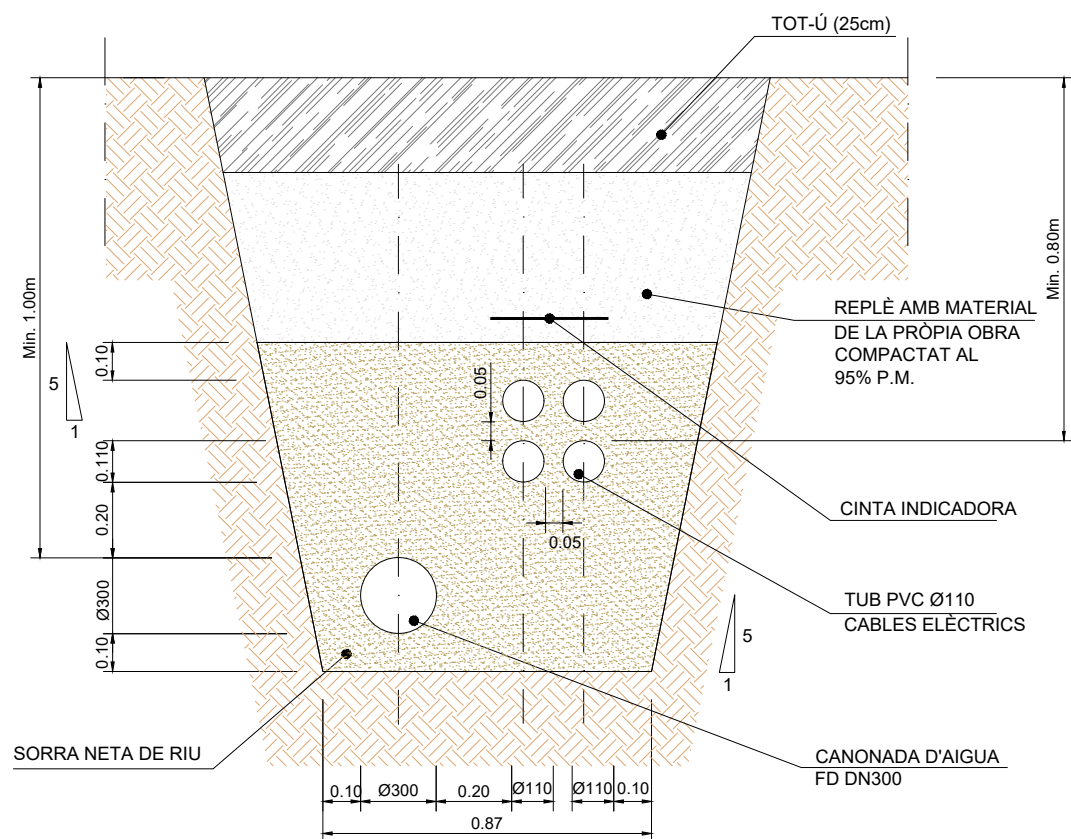 TOT-Ú (25cm)
Min. 1.00m
Min. 0.80m
REPLÈ AMB MATERIAL
DE LA PRÒPIA OBRA
COMPACTAT AL
95% P.M.
0.10
5
1
0.05
0.110
0.20
CINTA INDICADORA
0.05
Ø300
TUB PVC Ø110
CABLES ELÈCTRICS
0.10
5
1
SORRA NETA DE RIU
CANONADA D'AIGUA
FD DN300
0.10
Ø300
0.20
Ø110
Ø110
0.10
0.87